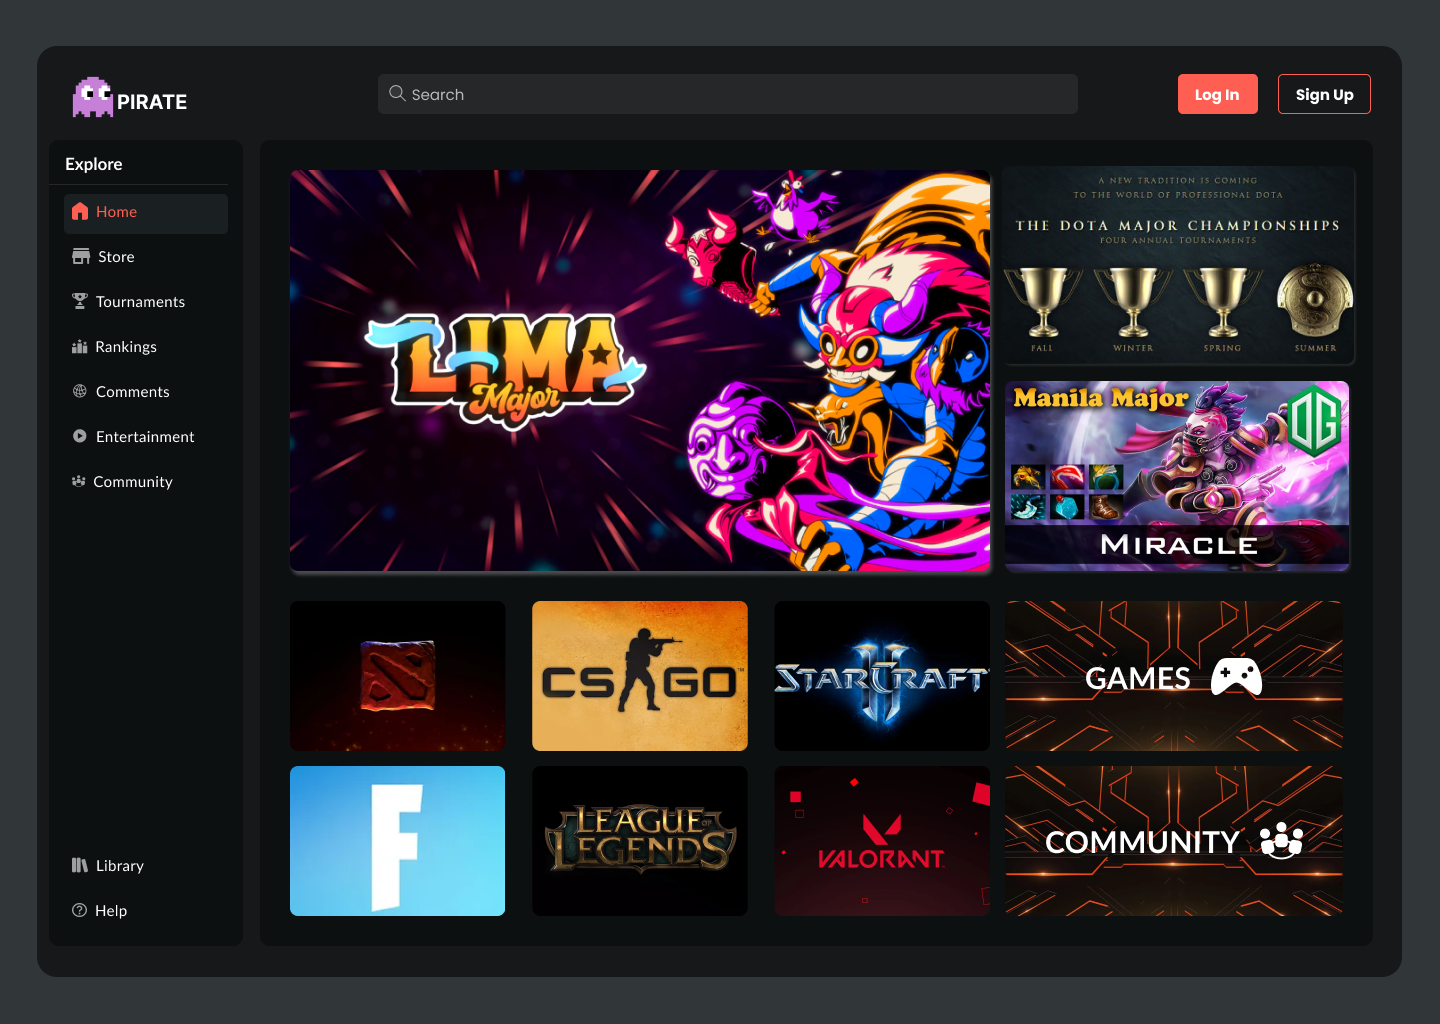 PIRATE
Search
Log In
Sign Up
Explore
Home
Store
Tournaments
Rankings
Comments
Entertainment
Community
Library
Help
LIMA
Major
A NEW TRADITION IS COMING
TO THE WORLD OF PROFESSIONAL DOTA
THE DOTA MAJOR CHAMPIONSHIPS
FOUR ANNUAL TOURNAMENTS
FALL WINTER SPRING SUMMER
Manila Major
OG
MIRACLE
CS GO™
STARCRAFT
II
GAMES
F
LEAGUE OF
LEGENDS
VALORANT
COMMUNITY